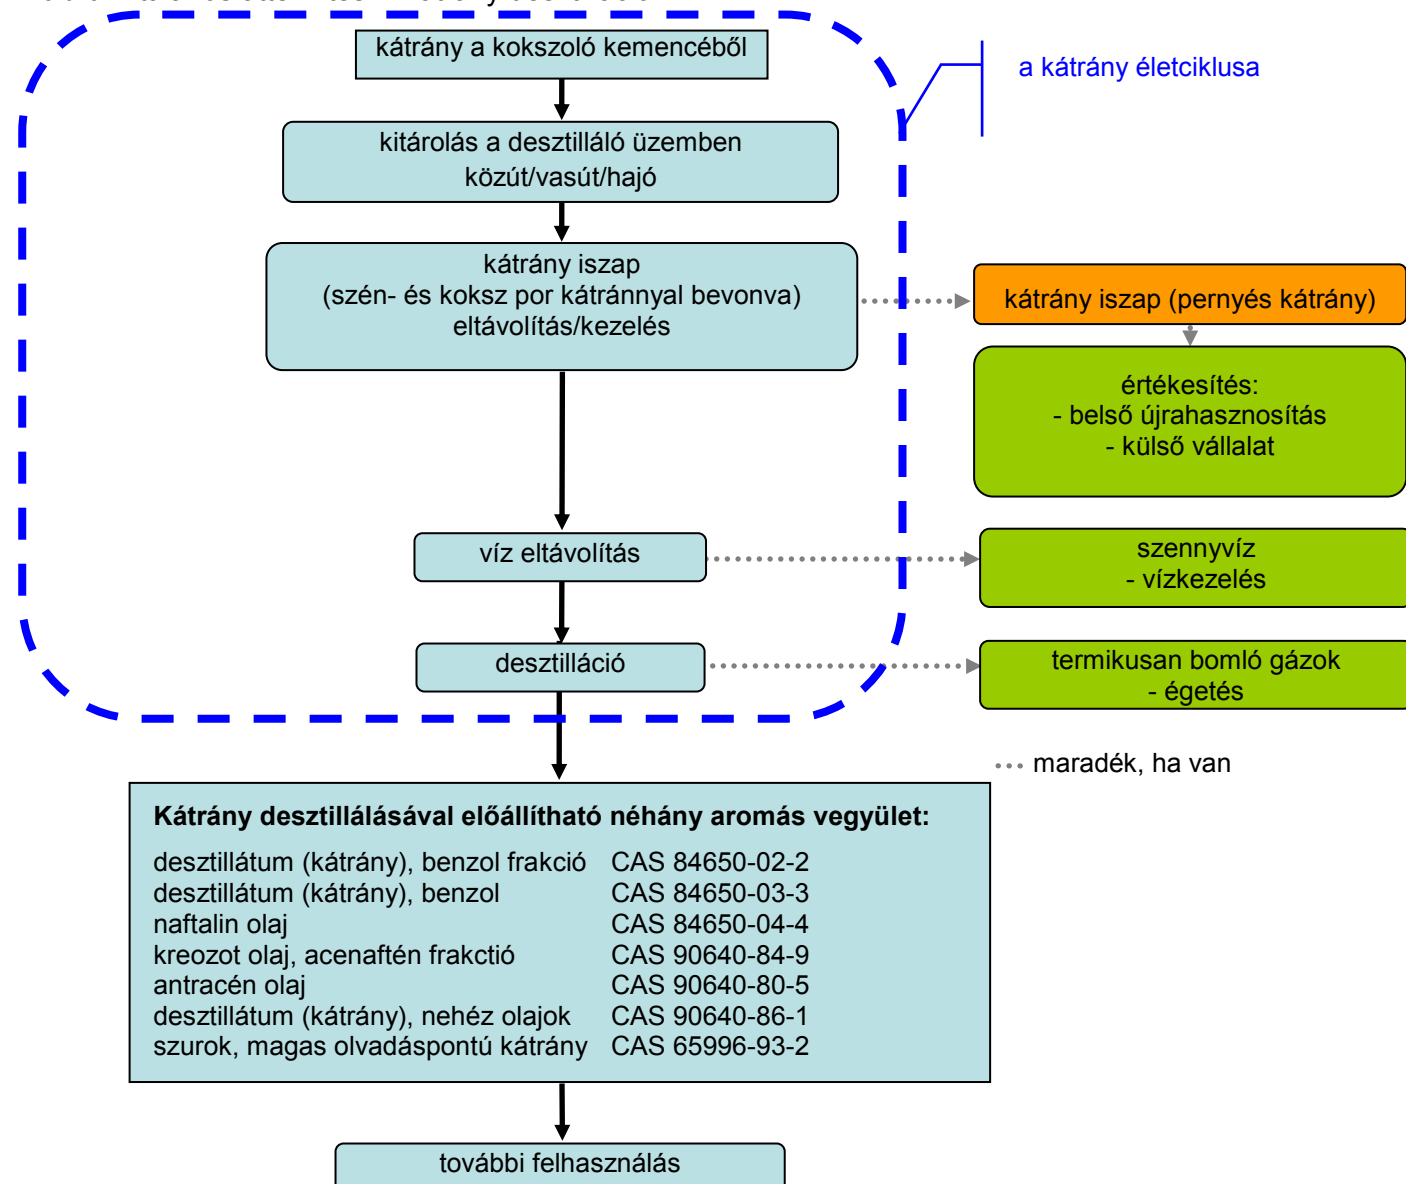 kátrány a kokszoló kemencéből
a kátrány életciklusa
kitárolás a desztilláló üzemben
közút/vasút/hajó
kátrány iszap
(szén- és koksz por kátránnyal bevonva)
eltávolítás/kezelés
kátrány iszap (pernyés kátrány)
értékesítés:
- belső újrahasznosítás
- külső vállalat
víz eltávolítás
szennyvíz
- vízkezelés
desztilláció
termikusan bomló gázok
- égetés
maradék, ha van
Kátrány desztillálásával előállítható néhány aromás vegyület:
desztillátum (kátrány), benzol frakció CAS 84650-02-2
desztillátum (kátrány), benzol CAS 84650-03-3
naftalin olaj CAS 84650-04-4
kreozot olaj, acenaftén frakctió CAS 90640-84-9
antracén olaj CAS 90640-80-5
desztillátum (kátrány), nehéz olajok CAS 90640-86-1
szurok, magas olvadáspontú kátrány CAS 65996-93-2
további felhasználás